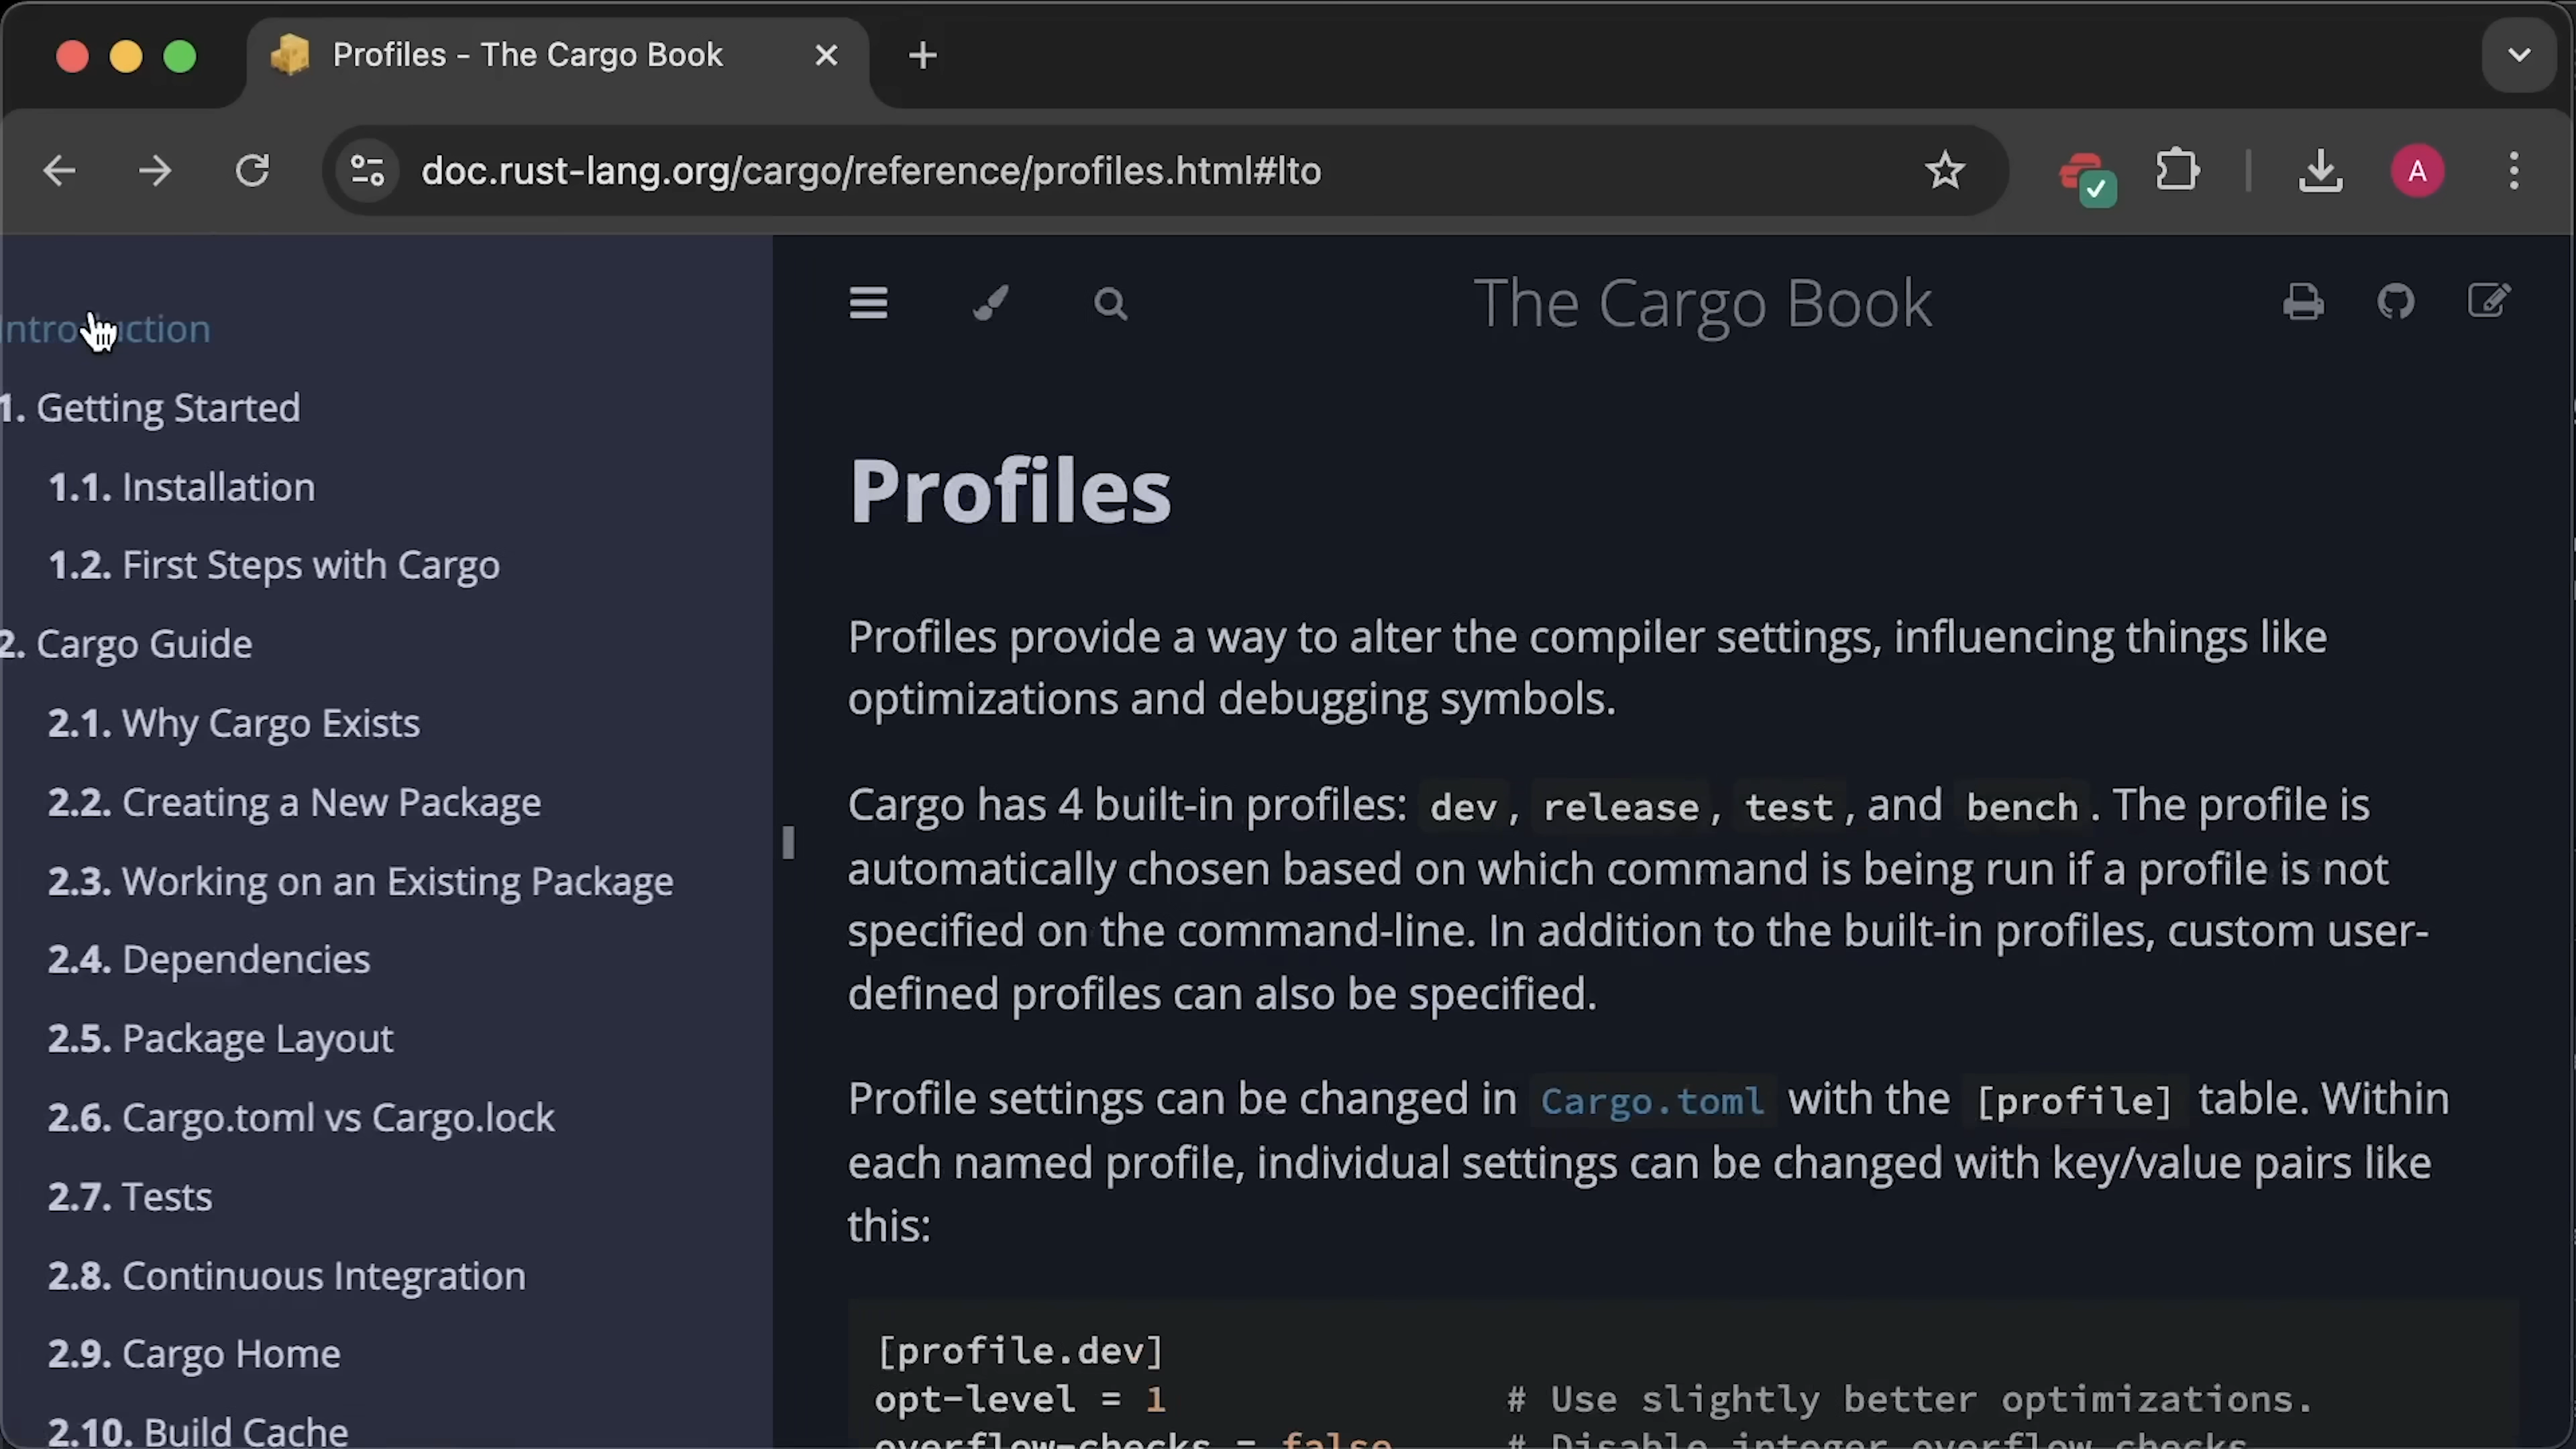 Profiles - The Cargo Book
doc.rust-lang.org/cargo/reference/profiles.html#lto
A
Introduction
1. Getting Started
1.1. Installation
1.2. First Steps with Cargo
2. Cargo Guide
2.1. Why Cargo Exists
2.2. Creating a New Package
2.3. Working on an Existing Package
2.4. Dependencies
2.5. Package Layout
2.6. Cargo.toml vs Cargo.lock
2.7. Tests
2.8. Continuous Integration
2.9. Cargo Home
2.10. Build Cache
The Cargo Book
Profiles
Profiles provide a way to alter the compiler settings, influencing things like
optimizations and debugging symbols.
Cargo has 4 built-in profiles: dev, release, test, and bench. The profile is
automatically chosen based on which command is being run if a profile is not
specified on the command-line. In addition to the built-in profiles, custom user-
defined profiles can also be specified.
Profile settings can be changed in Cargo.toml with the [profile] table. Within
each named profile, individual settings can be changed with key/value pairs like
this:
[profile.dev]
opt-level = 1 # Use slightly better optimizations.
overflow-checks = false # Disable integer overflow checks.